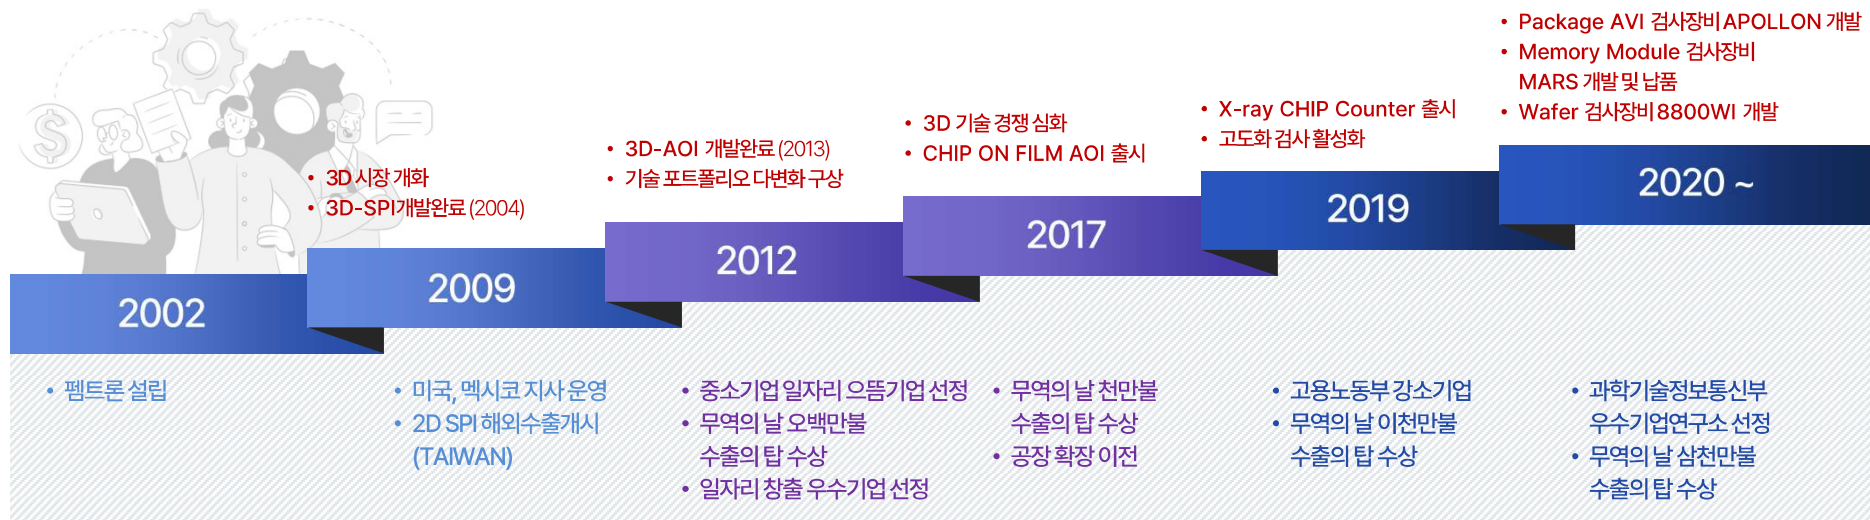 2002
• 펨트론 설립
• 3D 시장 개화
• 3D-SPI개발완료 (2004)
2009
• 미국, 멕시코 지사 운영
• 2D SPI 해외수출개시
(TAIWAN)
• 3D-AOI 개발완료 (2013)
• 기술 포트폴리오 다변화 구상
2012
• 중소기업 일자리 으뜸기업 선정
• 무역의 날 오백만불
수출의 탑 수상
• 일자리 창출 우수기업 선정
• 3D 기술 경쟁 심화
• CHIP ON FILM AOI 출시
2017
• 무역의 날 천만불
수출의 탑 수상
• 공장 확장 이전
• X-ray CHIP Counter 출시
• 고도화 검사 활성화
2019
• 고용노동부 강소기업
• 무역의 날 이천만불
수출의 탑 수상
• Package AVI 검사장비 APOLLON 개발
• Memory Module 검사장비
MARS 개발 및 납품
• Wafer 검사장비 8800WI 개발
2020 ~
• 과학기술정보통신부
우수기업연구소 선정
• 무역의 날 삼천만불
수출의 탑 수상